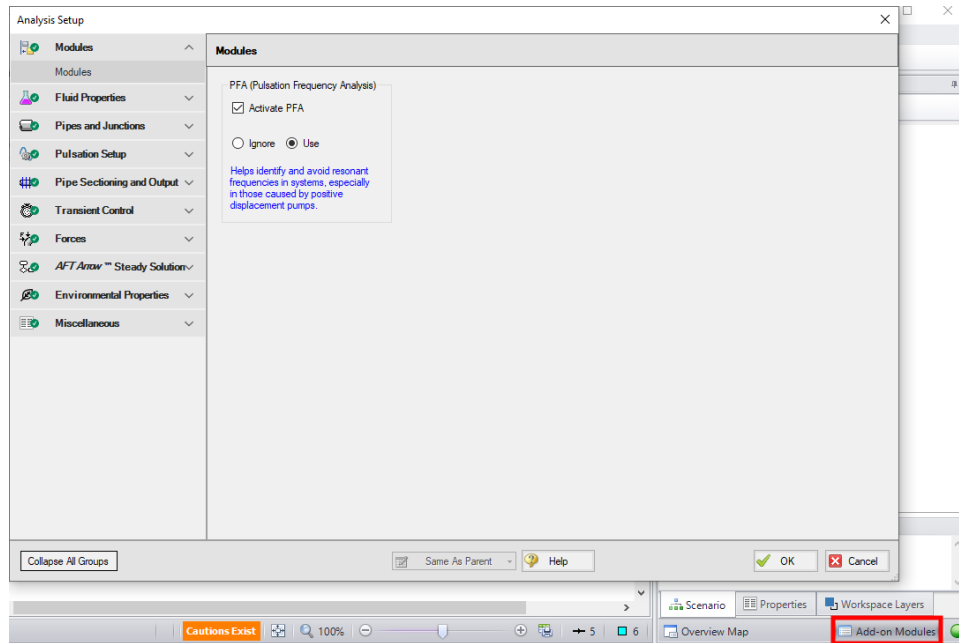 Analysis Setup
Modules
Modules
Fluid Properties
Pipes and Junctions
Pulsation Setup
Pipe Sectioning and Output
Transient Control
Forces
AFT Arrow ™ Steady Solution
Environmental Properties
Miscellaneous
Modules
PFA (Pulsation Frequency Analysis)
Activate PFA
Ignore Use
Helps identify and avoid resonant
frequencies in systems, especially
in those caused by positive
displacement pumps.
Collapse All Groups
Same As Parent
Help
OK
Cancel
Scenario
Properties
Workspace Layers
Cautions Exist
100%
5
6
Overview Map
Add-on Modules